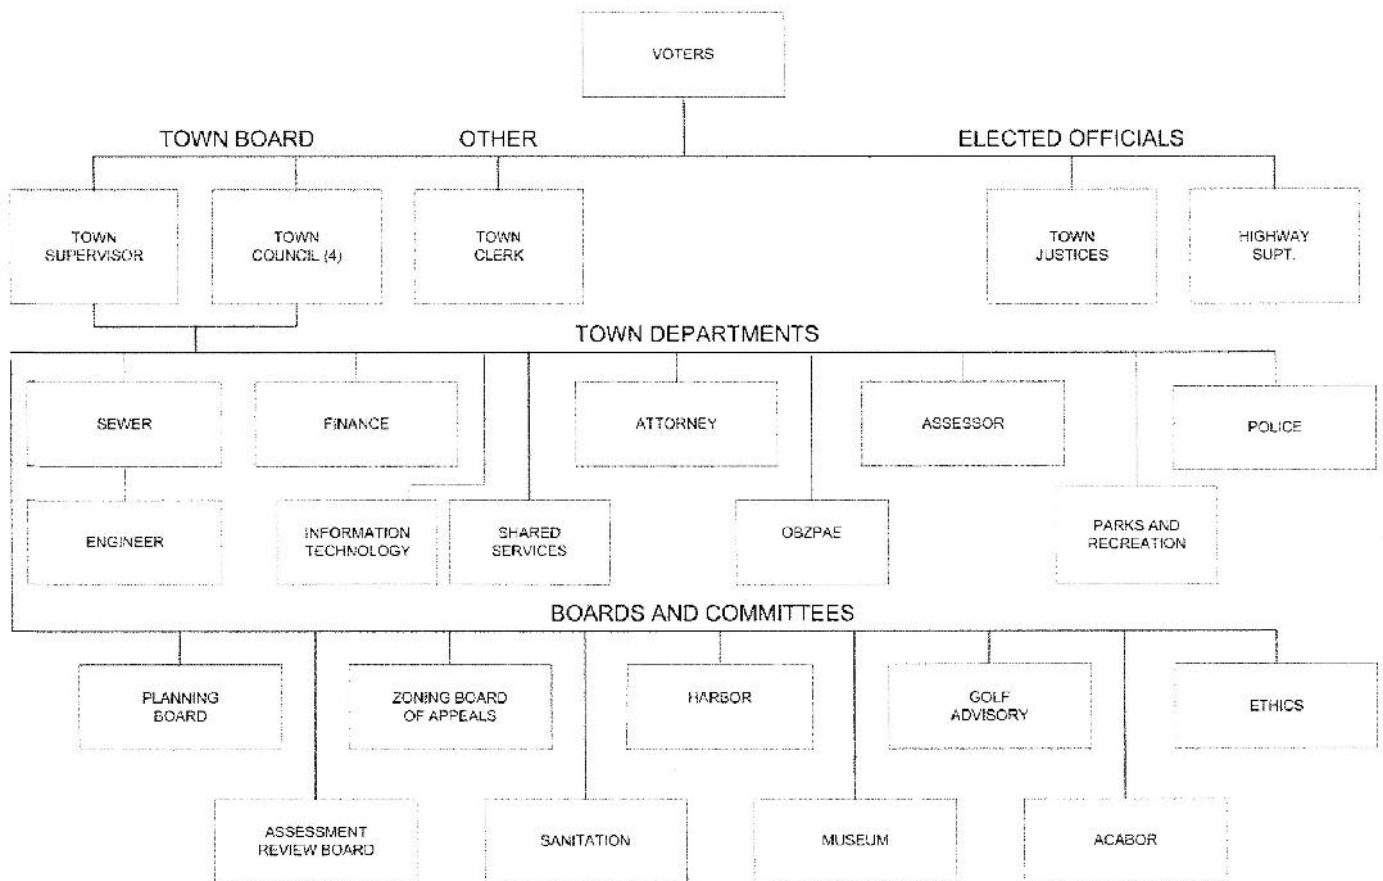 VOTERS
TOWN BOARD
OTHER
ELECTED OFFICIALS
TOWN
SUPERVISOR
TOWN
COUNCIL (4)
TOWN
CLERK
TOWN
JUSTICES
HIGHWAY
SUPT.
TOWN DEPARTMENTS
SEWER
FINANCE
ATTORNEY
ASSESSOR
POLICE
ENGINEER
INFORMATION
TECHNOLOGY
SHARED
SERVICES
OBZPAE
PARKS AND
RECREATION
BOARDS AND COMMITTEES
PLANNING
BOARD
ZONING BOARD
OF APPEALS
HARBOR
GOLF
ADVISORY
ETHICS
ASSESSMENT
REVIEW BOARD
SANITATION
MUSEUM
ACABOR